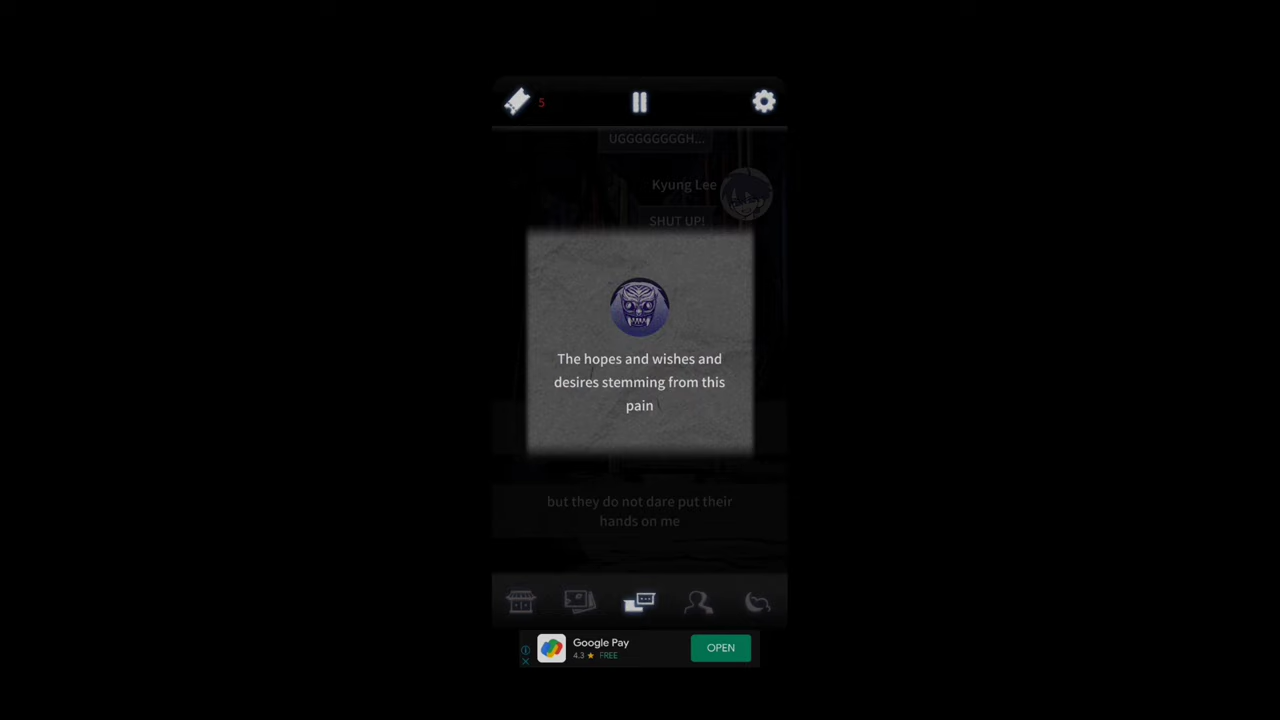 5
UGGGGGGGGH...
Kyung Lee
SHUT UP!
The hopes and wishes and
desires stemming from this
pain
but they do not dare put their
hands on me
Google Pay
4.3 ★ FREE
OPEN